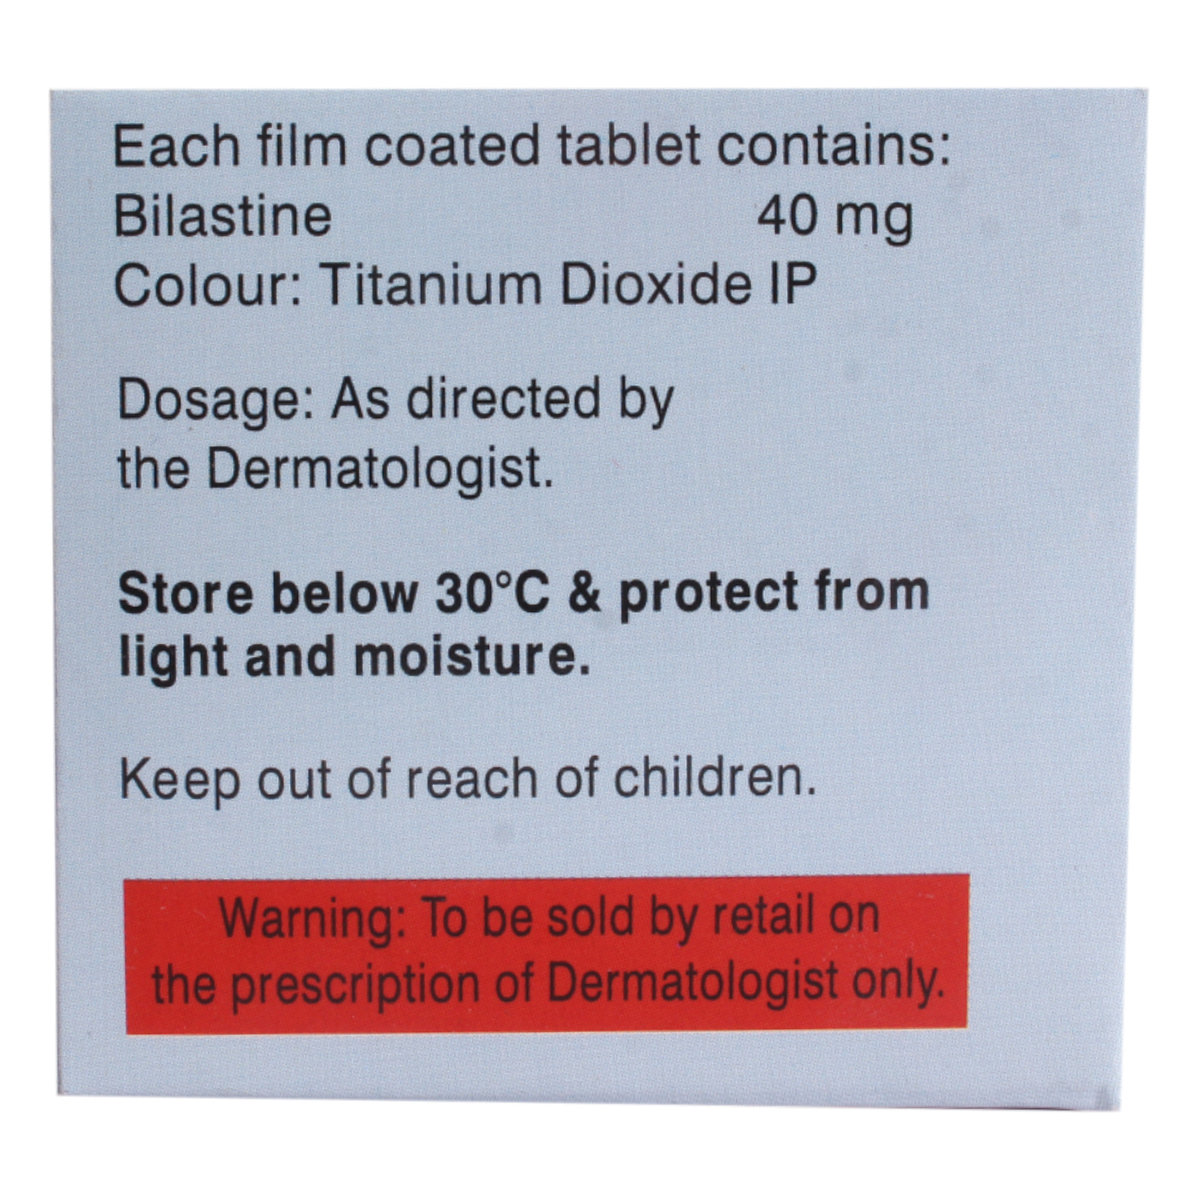 Each film coated tablet contains:
Bilastine 40 mg
Colour: Titanium Dioxide IP
Dosage: As directed by
the Dermatologist.
Store below 30°C & protect from
light and moisture.
Keep out of reach of children.
Warning: To be sold by retail on
the prescription of Dermatologist only.